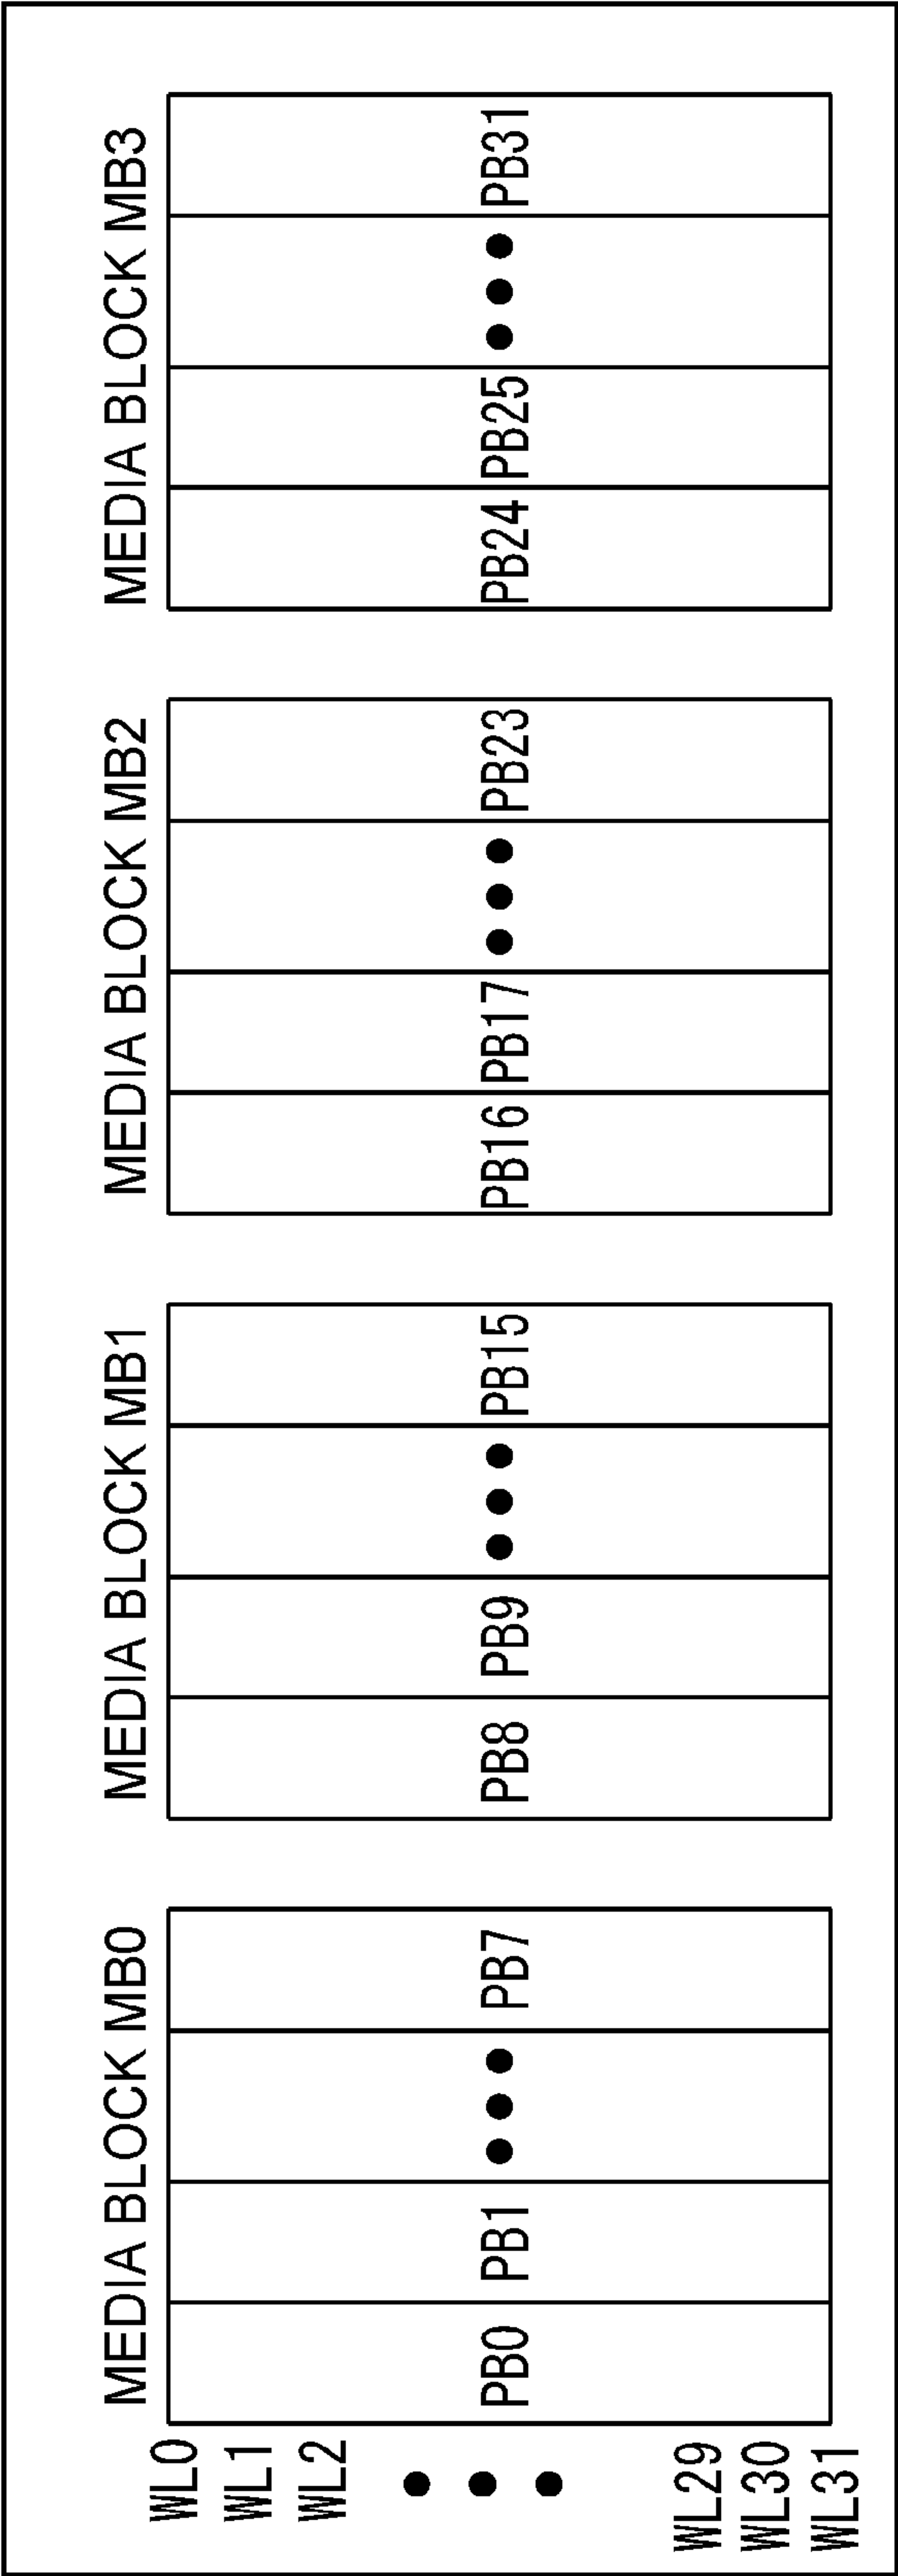 MEDIA BLOCK MB0
MEDIA BLOCK MB1
MEDIA BLOCK MB2
MEDIA BLOCK MB3
WL0
WL1
WL2
WL29
WL30
WL31
PB0
PB1
PB7
PB8
PB9
PB15
PB16
PB17
PB23
PB24
PB25
PB31